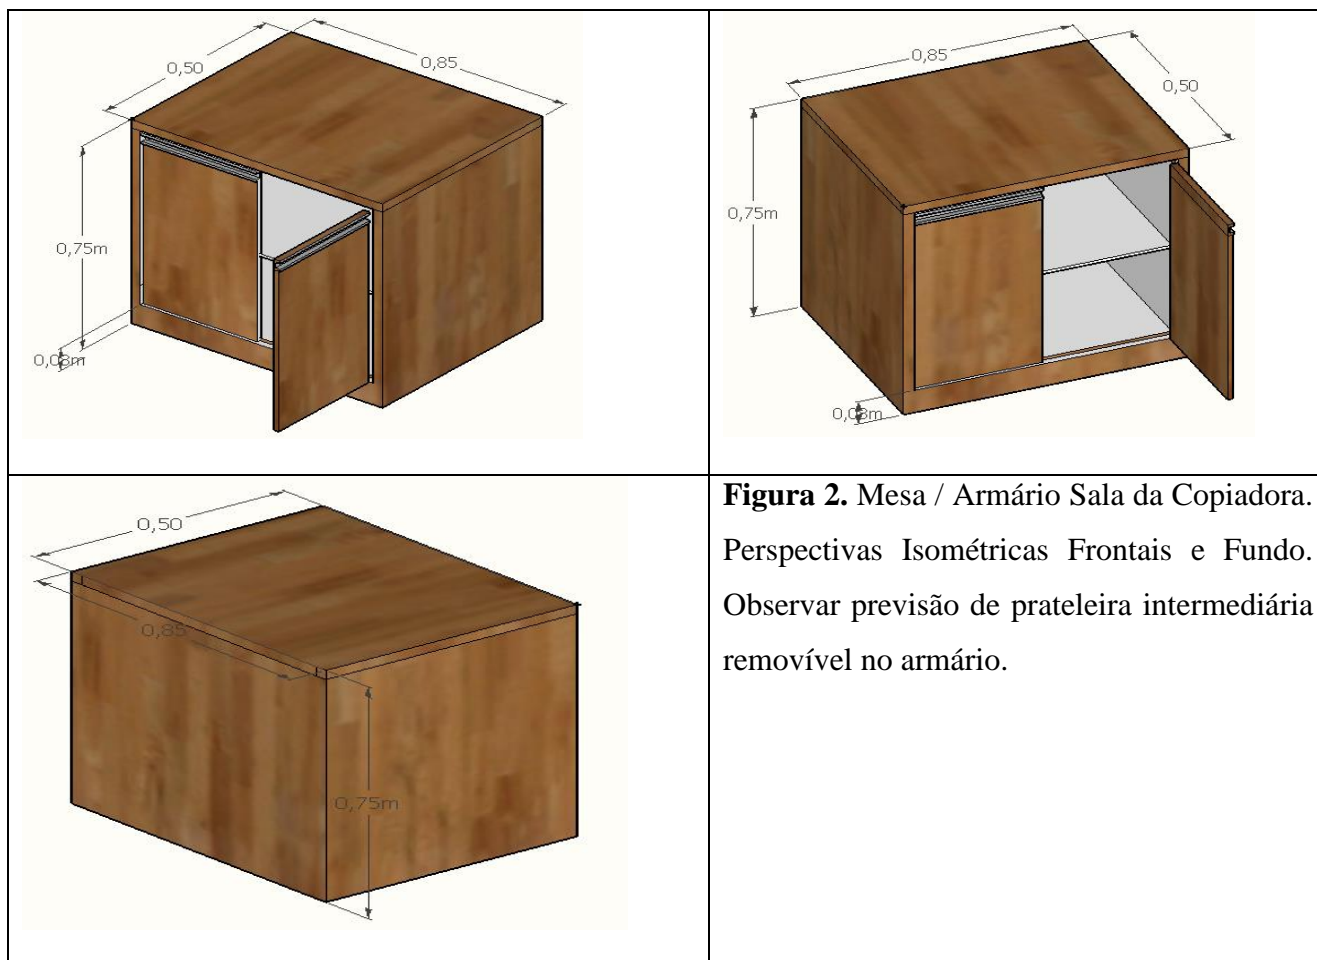 0,50
0,85
0,75m
0,03m
0,85
0,50
0,75m
0,03m
0,50
0,85
0,75m
Figura 2. Mesa / Armário Sala da Copiadora.
Perspectivas Isométricas Frontais e Fundo.
Observar previsão de prateleira intermediária
removível no armário.